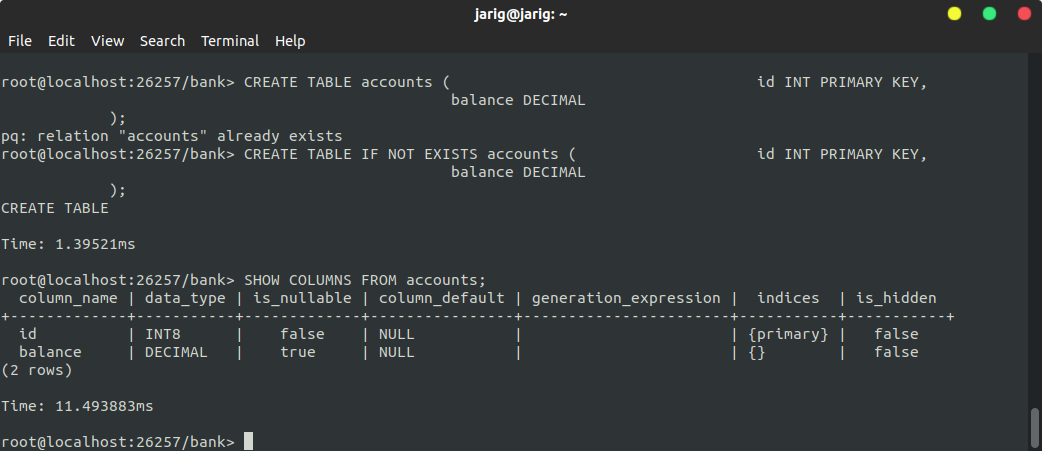 jarig@jarig: ~
File Edit View Search Terminal Help
root@localhost:26257/bank> CREATE TABLE accounts (                                  id INT PRIMARY KEY,
                                                  balance DECIMAL
            );
pq: relation "accounts" already exists
root@localhost:26257/bank> CREATE TABLE IF NOT EXISTS accounts (                    id INT PRIMARY KEY,
                                                  balance DECIMAL
            );
CREATE TABLE
Time: 1.39521ms
root@localhost:26257/bank> SHOW COLUMNS FROM accounts;
  column_name | data_type | is_nullable | column_default | generation_expression |  indices  | is_hidden
+-------------+-----------+-------------+----------------+-----------------------+-----------+-----------+
  id          | INT8      |    false    | NULL           |                       | {primary} |   false
  balance     | DECIMAL   |    true     | NULL           |                       | {}        |   false
(2 rows)
Time: 11.493883ms
root@localhost:26257/bank>